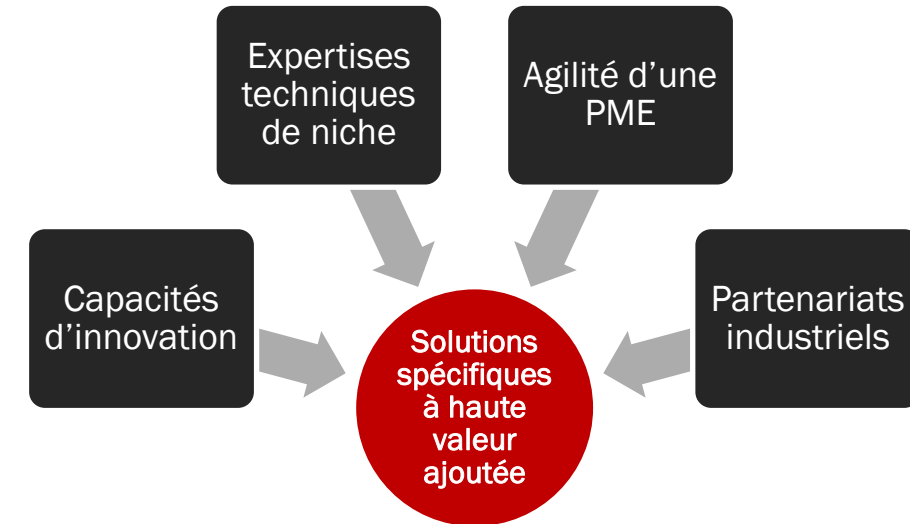 Expertises
techniques
de niche
Agilité d’une
PME
Capacités
d’innovation
Partenariats
industriels
Solutions
spécifiques
à haute
valeur
ajoutée